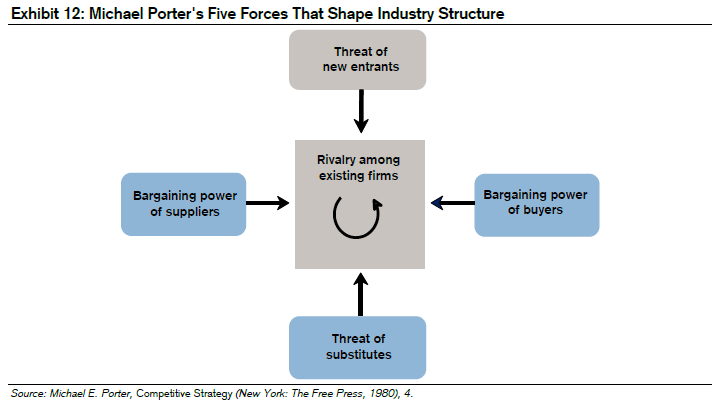 Exhibit 12: Michael Porter's Five Forces That Shape Industry Structure
Threat of
new entrants
Rivalry among
existing firms
Bargaining power
of suppliers
Bargaining power
of buyers
Threat of
substitutes
Source: Michael E. Porter, Competitive Strategy (New York: The Free Press, 1980), 4.